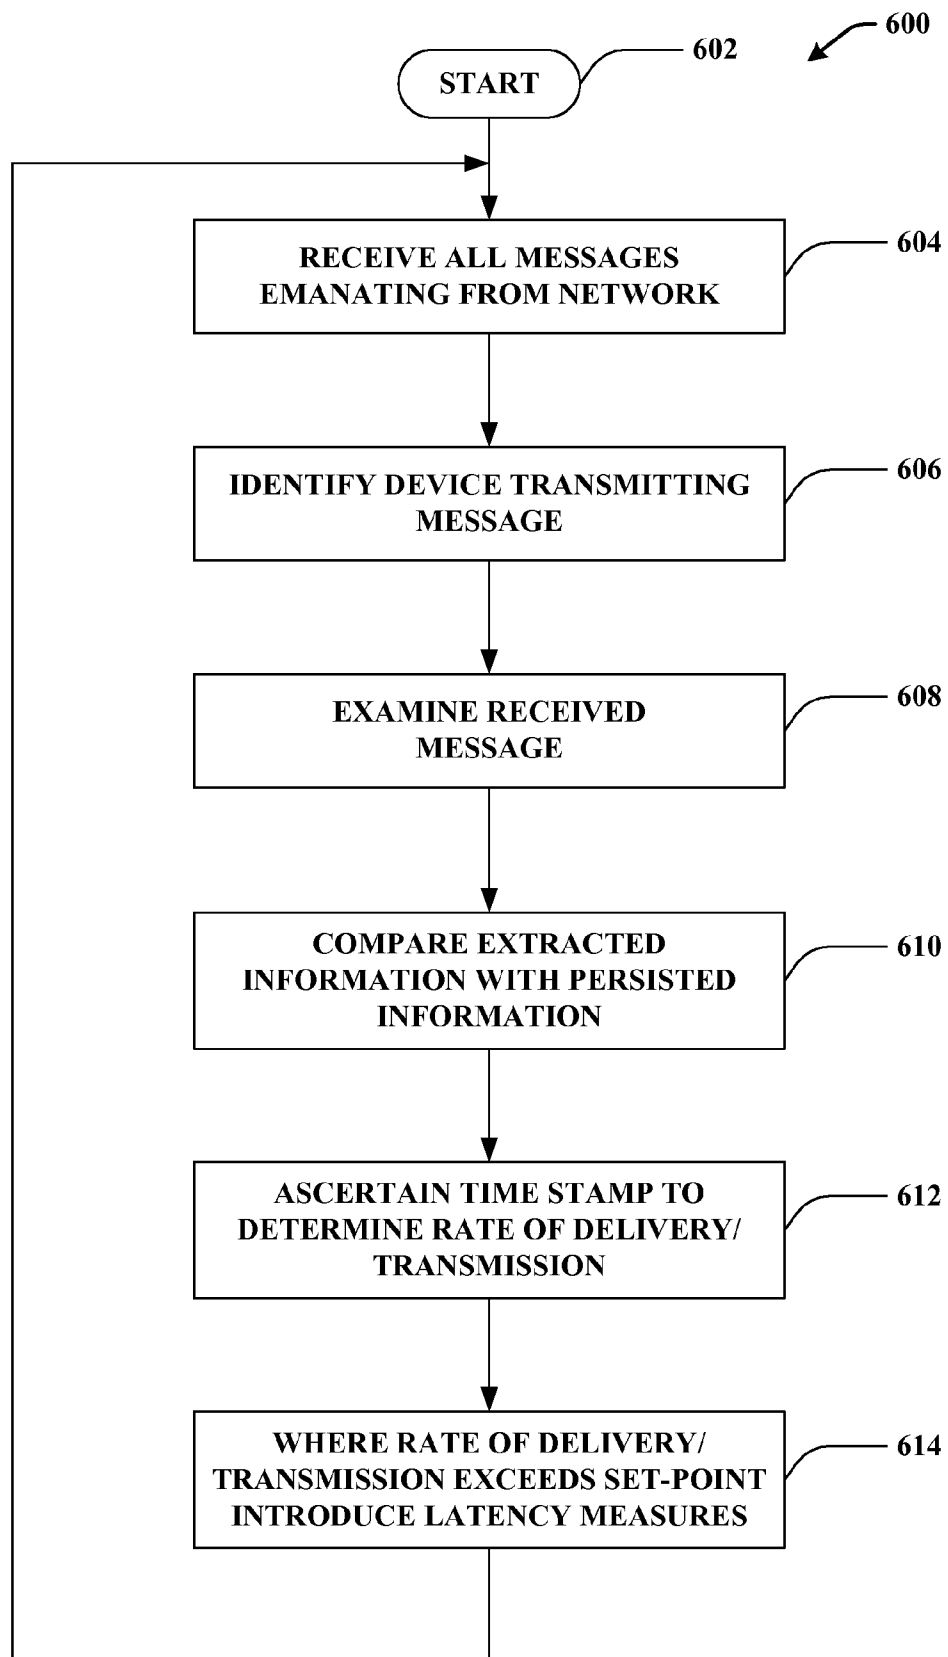 600
START
602
RECEIVE ALL MESSAGES
EMANATING FROM NETWORK
604
IDENTIFY DEVICE TRANSMITTING
MESSAGE
606
EXAMINE RECEIVED
MESSAGE
608
COMPARE EXTRACTED
INFORMATION WITH PERSISTED
INFORMATION
610
ASCERTAIN TIME STAMP TO
DETERMINE RATE OF DELIVERY/
TRANSMISSION
612
WHERE RATE OF DELIVERY/
TRANSMISSION EXCEEDS SET-POINT
INTRODUCE LATENCY MEASURES
614